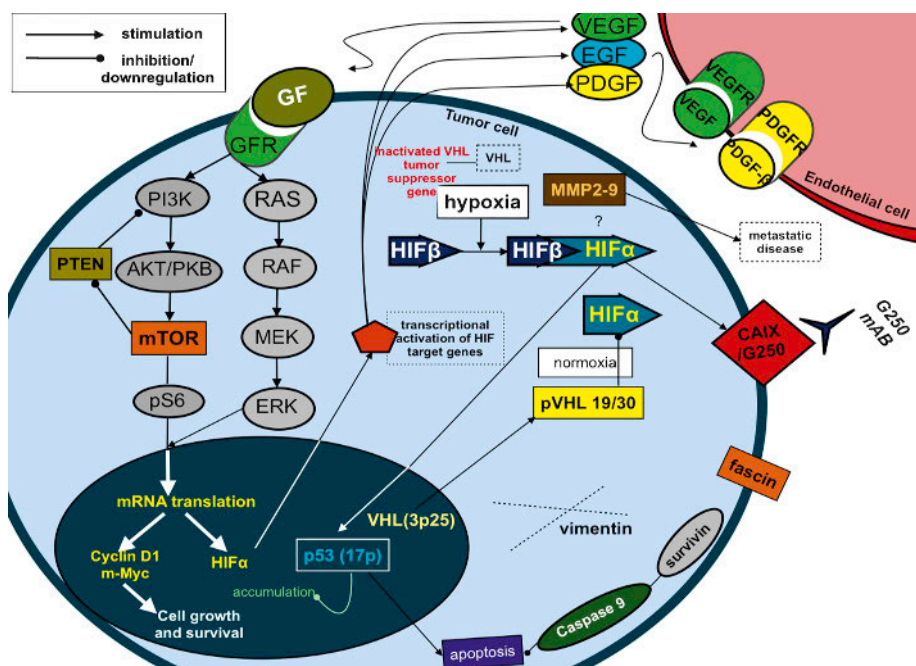 stimulation
inhibition/
downregulation
GF
GFR
VEGF
EGF
PDGF
VEGFR
VEGF
PDGFR
PDGF-β
Endothelial cell
Tumor cell
inactivated VHL
tumor
suppressor
gene
VHL
MMP2-9
?
metastatic
disease
hypoxia
HIFβ
HIFβ
HIFα
HIFα
normoxia
pVHL 19/30
CAIX
/G250
G250
mAB
PI3K
RAS
PTEN
AKT/PKB
RAF
mTOR
MEK
pS6
ERK
transcriptional
activation of HIF
target genes
mRNA translation
Cyclin D1
m-Myc
HIFα
Cell growth
and survival
VHL(3p25)
p53 (17p)
accumulation
fascin
vimentin
survivin
Caspase 9
apoptosis